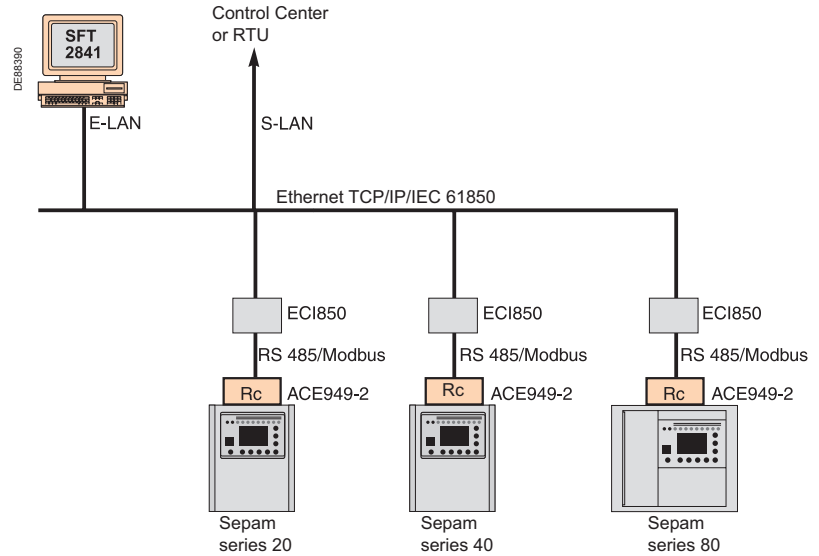 Control Center
or RTU
SFT
2841
DE88390
E-LAN
S-LAN
Ethernet TCP/IP/IEC 61850
ECI850
ECI850
ECI850
RS 485/Modbus
RS 485/Modbus
RS 485/Modbus
Rc
ACE949-2
Rc
ACE949-2
Rc
ACE949-2
Sepam
series 20
Sepam
series 40
Sepam
series 80